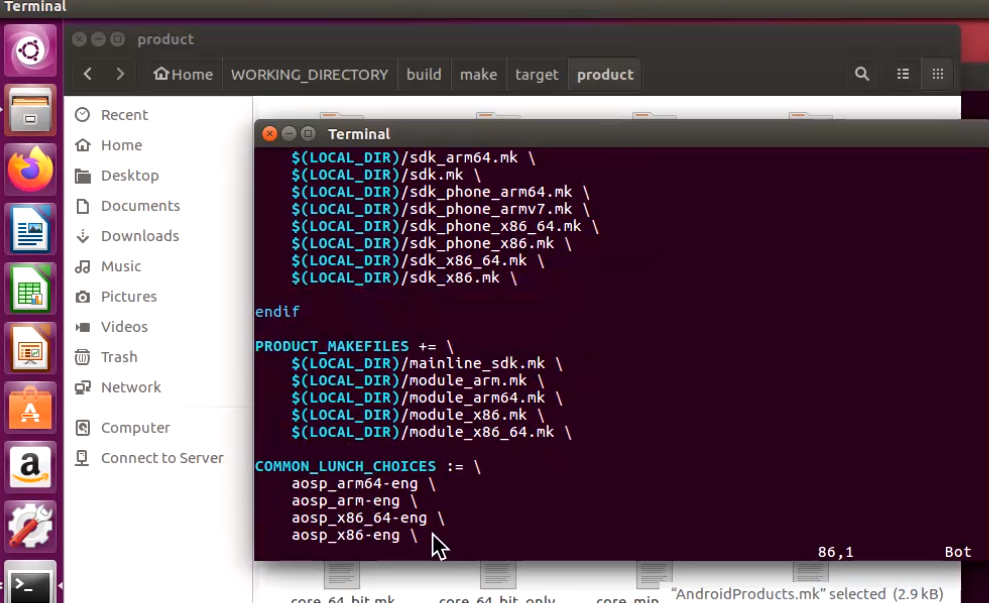 Terminal
product
Home WORKING_DIRECTORY build make target product
Recent
Home
Desktop
Documents
Downloads
Music
Pictures
Videos
Trash
Network
Computer
Connect to Server
Terminal
$(LOCAL_DIR)/sdk_arm64.mk \
$(LOCAL_DIR)/sdk.mk \
$(LOCAL_DIR)/sdk_phone_arm64.mk \
$(LOCAL_DIR)/sdk_phone_armv7.mk \
$(LOCAL_DIR)/sdk_phone_x86_64.mk \
$(LOCAL_DIR)/sdk_phone_x86.mk \
$(LOCAL_DIR)/sdk_x86_64.mk \
$(LOCAL_DIR)/sdk_x86.mk \
endif
PRODUCT_MAKEFILES += \
$(LOCAL_DIR)/mainline_sdk.mk \
$(LOCAL_DIR)/module_arm.mk \
$(LOCAL_DIR)/module_arm64.mk \
$(LOCAL_DIR)/module_x86.mk \
$(LOCAL_DIR)/module_x86_64.mk \
COMMON_LUNCH_CHOICES := \
aosp_arm64-eng \
aosp_arm-eng \
aosp_x86_64-eng \
aosp_x86-eng \
86,1 Bot
core_64_bit.mk core_64_bit_only core_min
"AndroidProducts.mk" selected (2.9 kB)